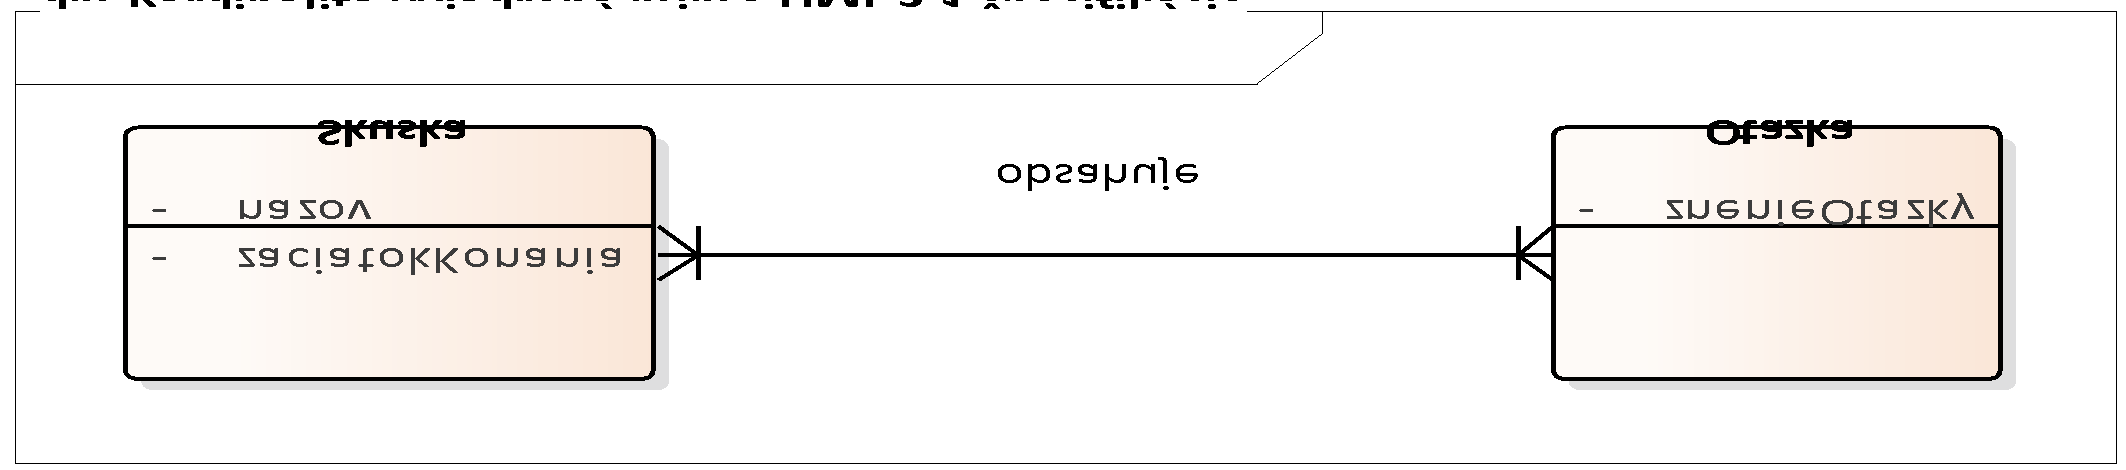 Skuska
- nazov
- zaciatokKonania
obsahuje
Otazka
- znenieOtazky